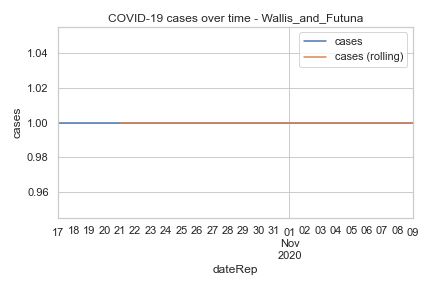 COVID-19 cases over time - Wallis_and_Futuna
cases
cases (rolling)
1.04
1.02
1.00
0.98
0.96
cases
17 18 19 20 21 22 23 24 25 26 27 28 29 30 31 01 02 03 04 05 06 07 08 09
Nov
2020
dateRep